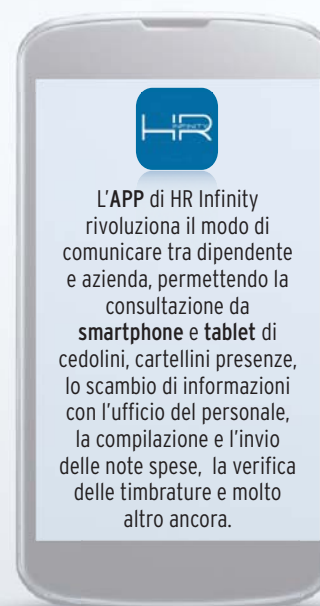 HR
INFINITY
L'APP di HR Infinity
rivoluziona il modo di
comunicare tra dipendente
e azienda, permettendo la
consultazione da
smartphone e tablet di
cedolini, cartellini presenze,
lo scambio di informazioni
con l'ufficio del personale,
la compilazione e l'invio
delle note spese, la verifica
delle timbrature e molto
altro ancora.